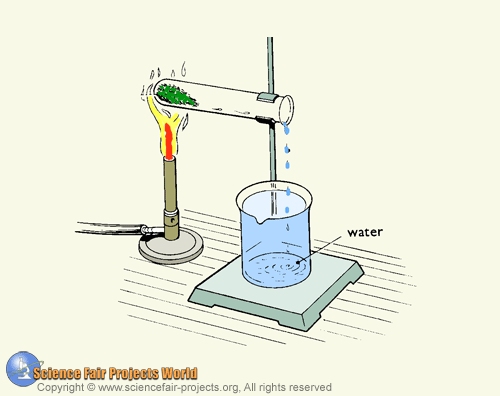 water
Science Fair Projects World
Copyright © www.sciencefair-projects.org, All rights reserved